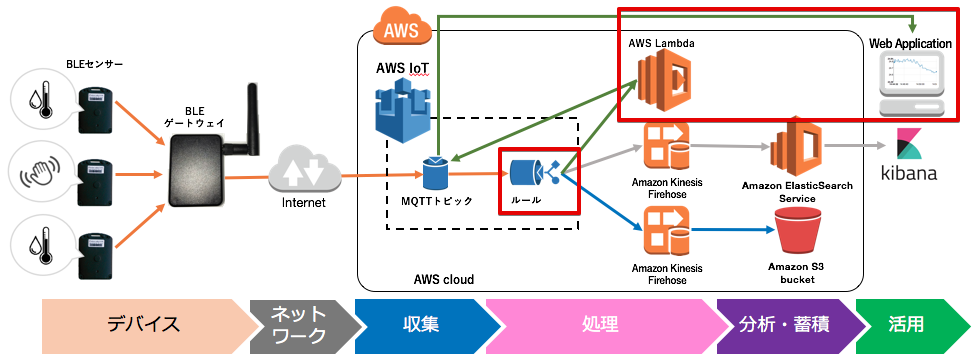 AWS
AWS Lambda
Web Application
BLEセンサー
AWS IoT
BLE
ゲートウェイ
Internet
MQTTトピック
ルール
Amazon Kinesis
Firehose
Amazon ElasticSearch
Service
kibana
Amazon Kinesis
Firehose
Amazon S3
bucket
AWS cloud
デバイス
ネット
ワーク
収集
処理
分析・蓄積
活用